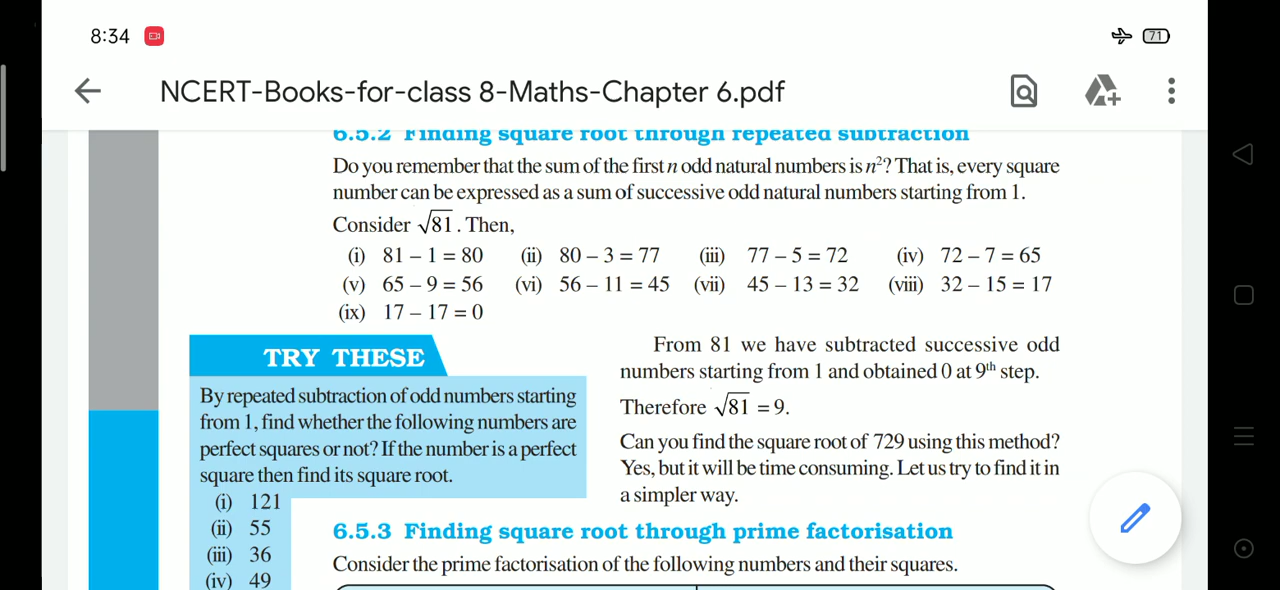 8:34
71
NCERT-Books-for-class 8-Maths-Chapter 6.pdf
6.5.2 Finding square root through repeated subtraction
Do you remember that the sum of the first n odd natural numbers is n²? That is, every square
number can be expressed as a sum of successive odd natural numbers starting from 1.
Consider √81. Then,
(i) 81 – 1 = 80 (ii) 80 – 3 = 77 (iii) 77 – 5 = 72 (iv) 72 – 7 = 65
(v) 65 – 9 = 56 (vi) 56 – 11 = 45 (vii) 45 – 13 = 32 (viii) 32 – 15 = 17
(ix) 17 – 17 = 0
TRY THESE
By repeated subtraction of odd numbers starting
from 1, find whether the following numbers are
perfect squares or not? If the number is a perfect
square then find its square root.
(i) 121
(ii) 55
(iii) 36
(iv) 49
From 81 we have subtracted successive odd
numbers starting from 1 and obtained 0 at 9th step.
Therefore √81 = 9.
Can you find the square root of 729 using this method?
Yes, but it will be time consuming. Let us try to find it in
a simpler way.
6.5.3 Finding square root through prime factorisation
Consider the prime factorisation of the following numbers and their squares.